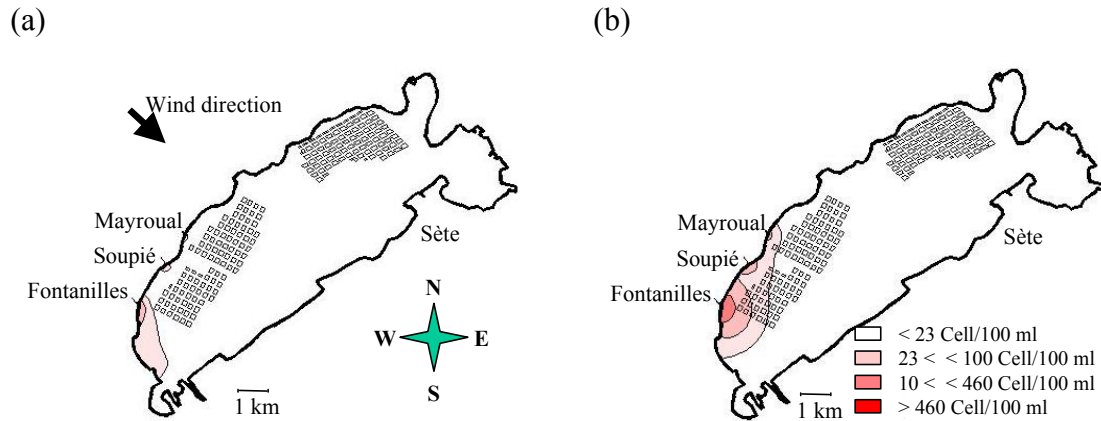 (a)
(b)
Wind direction
Mayroual
Soupié
Fontanilles
Sète
N
W E
S
1 km
Mayroual
Soupié
Fontanilles
Sète
1 km
< 23 Cell/100 ml
23 < < 100 Cell/100 ml
10 < < 460 Cell/100 ml
> 460 Cell/100 ml